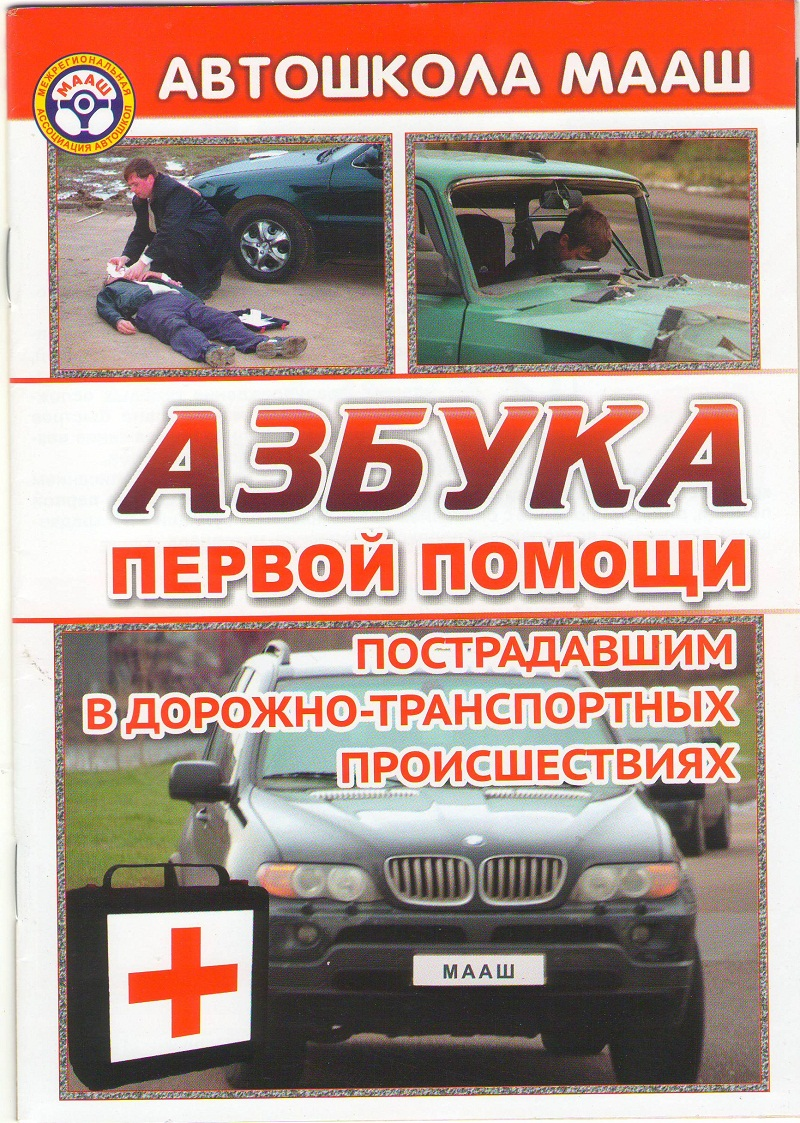 АВТОШКОЛА МААШ
МЕЖРЕГИОНАЛЬНАЯ
МААШ
АССОЦИАЦИЯ АВТОШКОЛ
АЗБУКА
ПЕРВОЙ ПОМОЩИ
ПОСТРАДАВШИМ
В ДОРОЖНО-ТРАНСПОРТНЫХ
ПРОИСШЕСТВИЯХ
МААШ